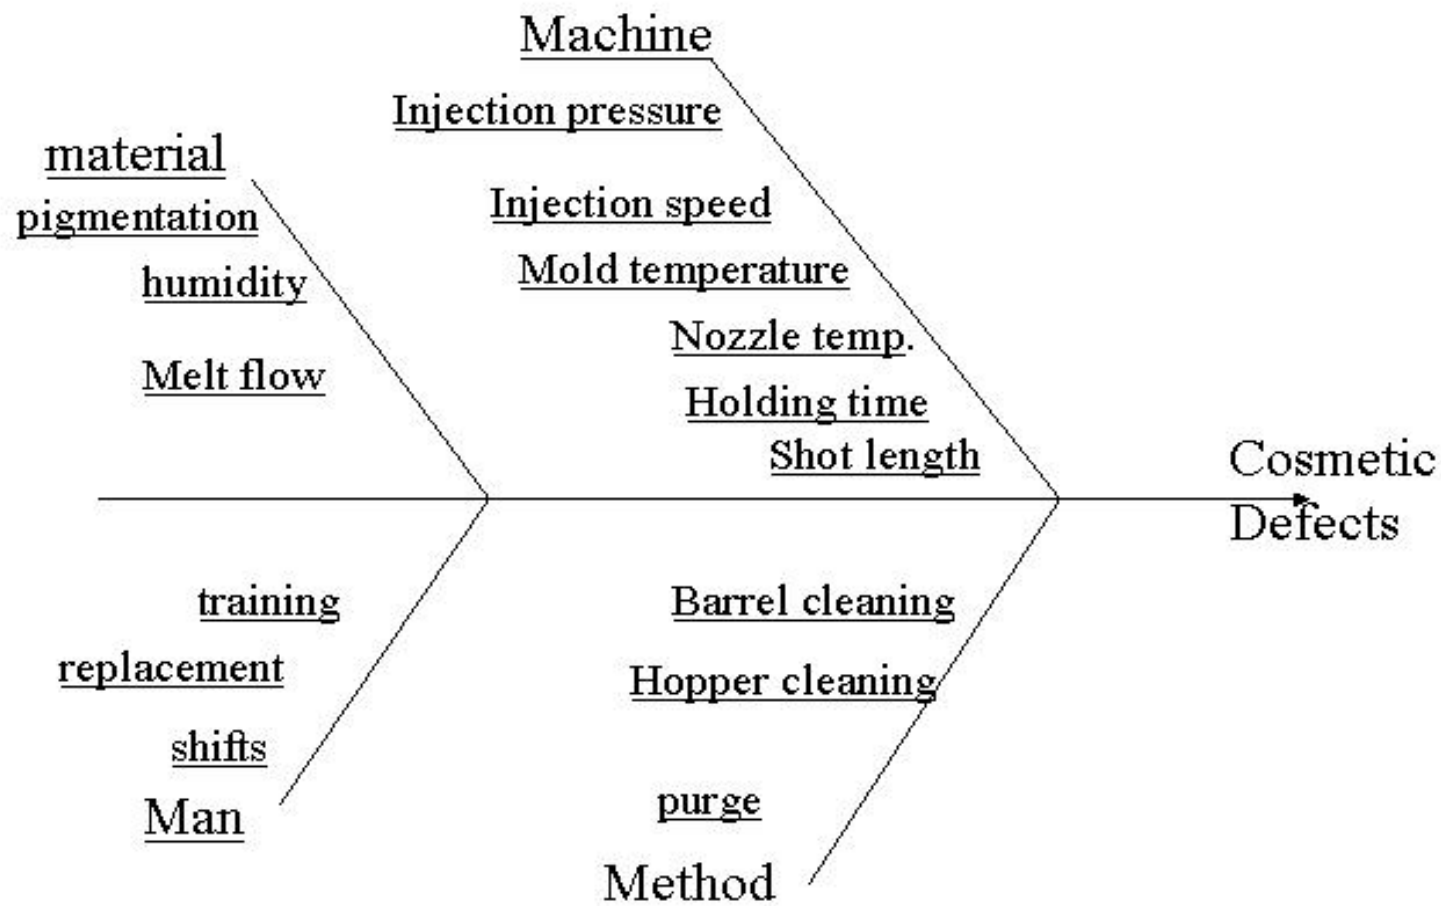 Machine
Injection pressure
material
pigmentation
Injection speed
humidity
Mold temperature
Nozzle temp.
Melt flow
Holding time
Shot length
Cosmetic
Defects
training
Barrel cleaning
replacement
Hopper cleaning
shifts
purge
Man
Method